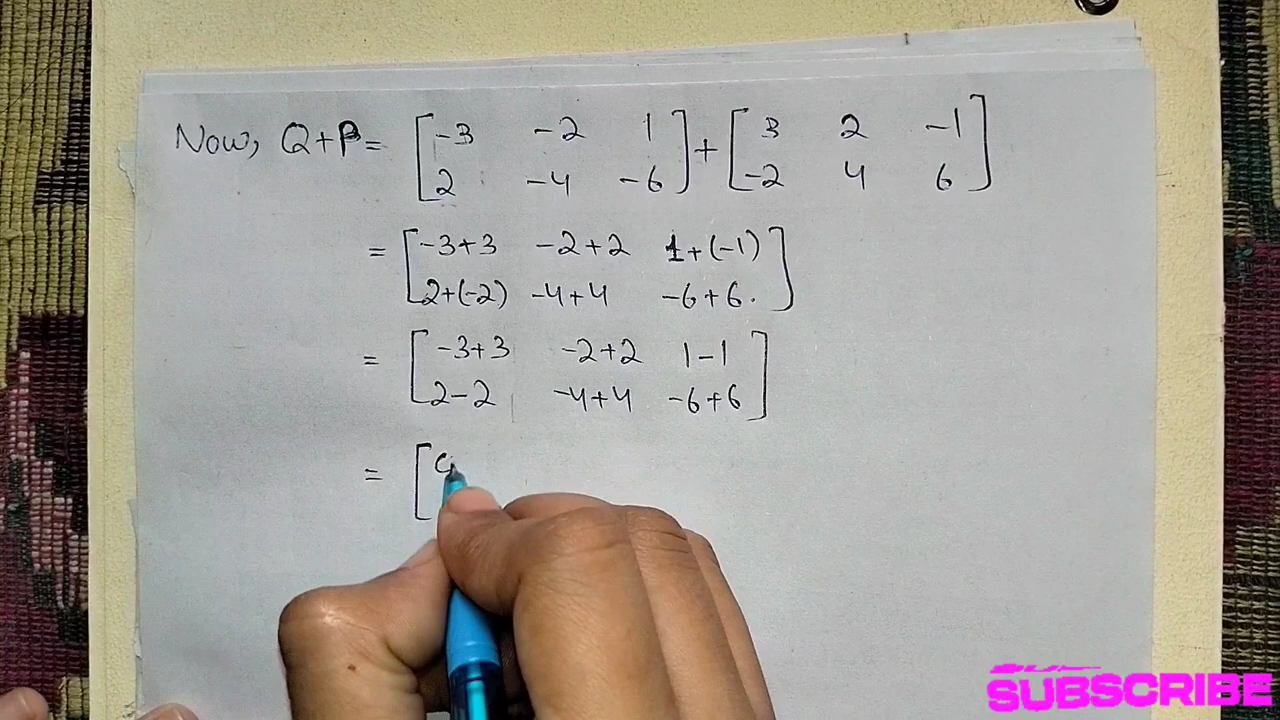 Now, Q+P= [-3 -2 1] + [3 2 -1]
[2 -4 -6] [-2 4 6]
= [-3+3 -2+2 1+(-1)]
[2+(-2) -4+4 -6+6.]
= [-3+3 -2+2 1-1]
[2-2 -4+4 -6+6]
= [
SUBSCRIBE